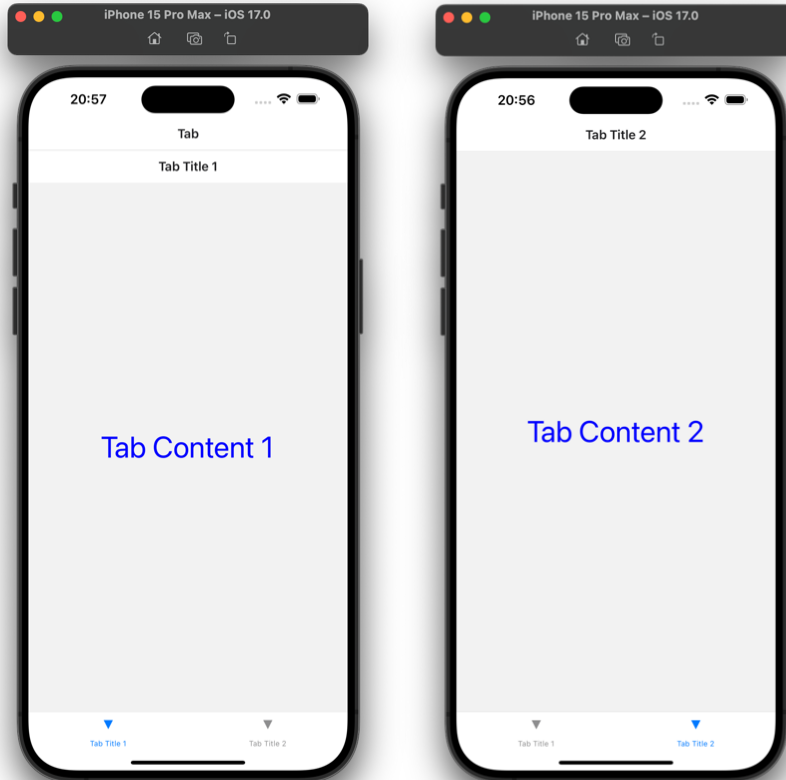 iPhone 15 Pro Max – iOS 17.0
20:57
Tab
Tab Title 1
Tab Content 1
Tab Title 1
Tab Title 2
iPhone 15 Pro Max – iOS 17.0
20:56
Tab Title 2
Tab Content 2
Tab Title 1
Tab Title 2